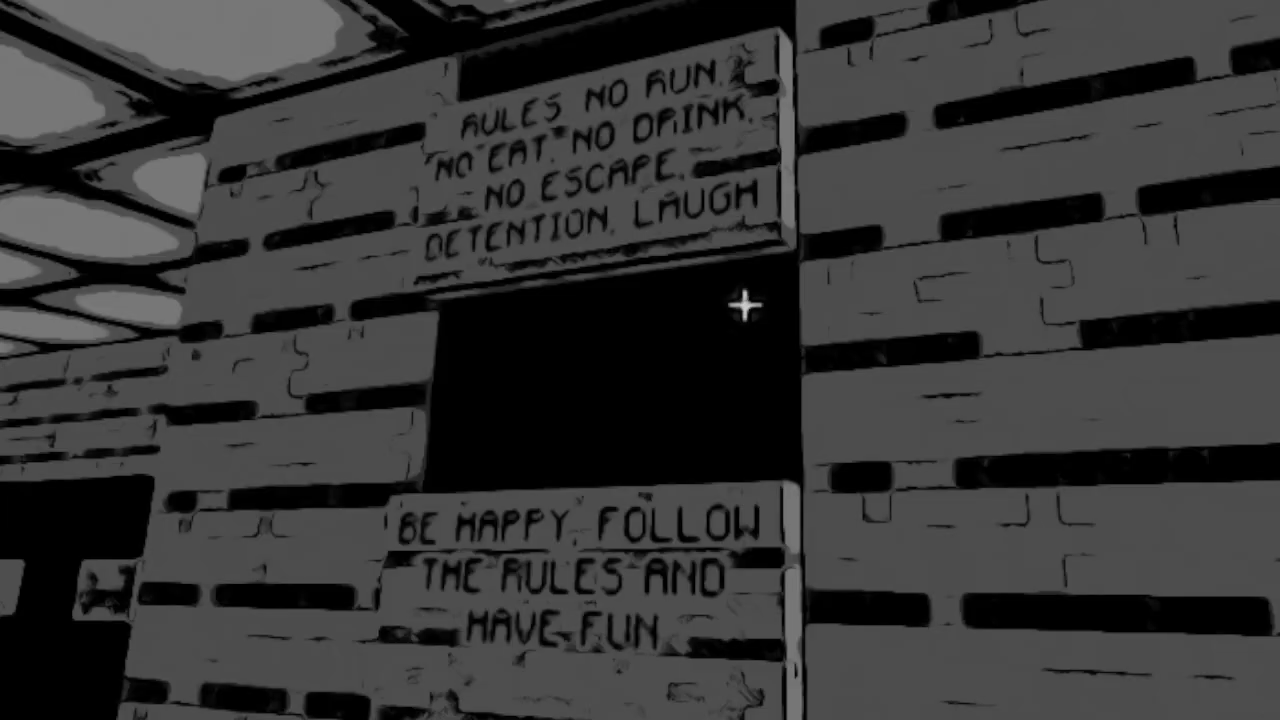 RULES NO RUN.
NO EAT. NO DRINK.
NO ESCAPE.
DETENTION. LAUGH
BE HAPPY. FOLLOW
THE RULES AND
HAVE FUN